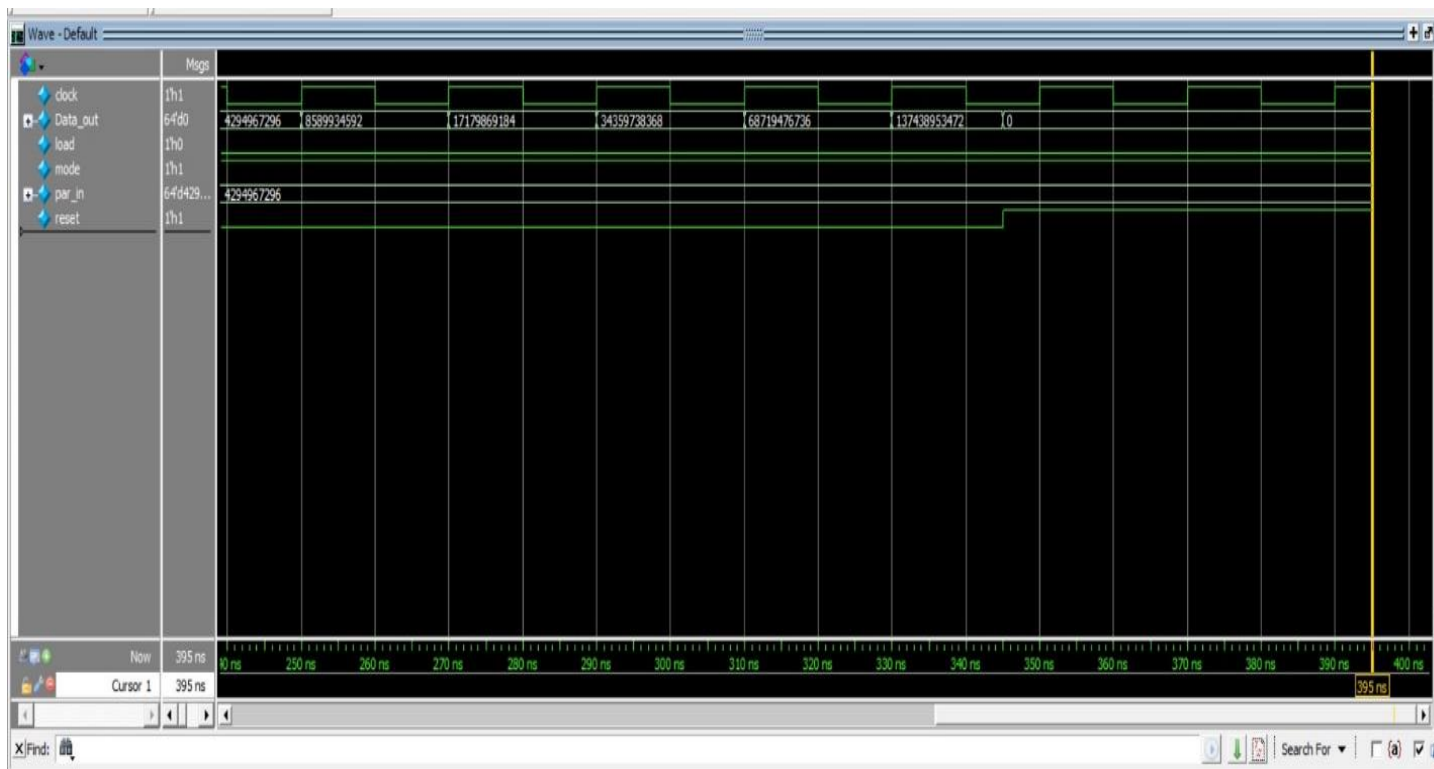 Wave - Default
Msgs
clock 1'h1
Data_out 64'd0 4294967296 8589934592 17179869184 34359738368 68719476736 137438953472 0
load 1'h0
mode 1'h1
par_in 64'd429... 4294967296
reset 1'h1
Now 395 ns 40 ns 250 ns 260 ns 270 ns 280 ns 290 ns 300 ns 310 ns 320 ns 330 ns 340 ns 350 ns 360 ns 370 ns 380 ns 390 ns 400 ns
Cursor 1 395 ns 395 ns
X Find: Search For {a}